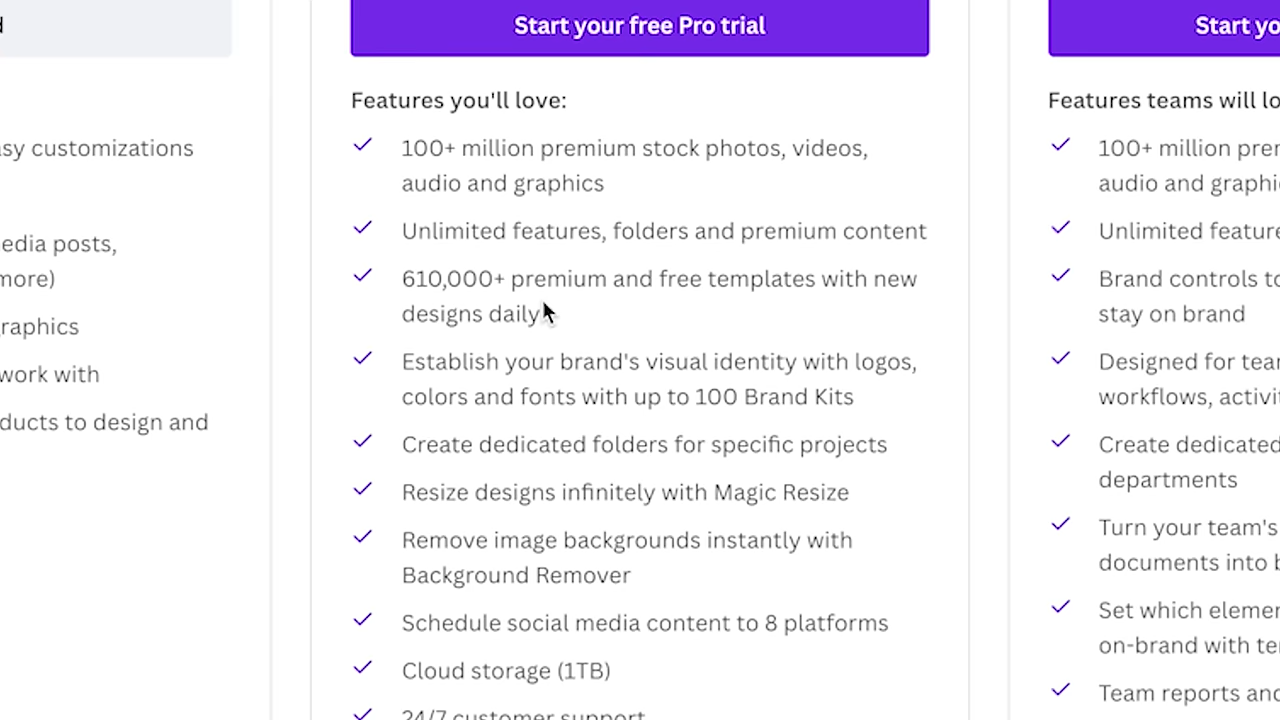 customizations
posts,
work with
to design and
Start your free Pro trial
Features you'll love:
100+ million premium stock photos, videos,
audio and graphics
Unlimited features, folders and premium content
610,000+ premium and free templates with new
designs daily
Establish your brand's visual identity with logos,
colors and fonts with up to 100 Brand Kits
Create dedicated folders for specific projects
Resize designs infinitely with Magic Resize
Remove image backgrounds instantly with
Background Remover
Schedule social media content to 8 platforms
Cloud storage (1TB)
24/7 customer support
Start
Features teams will
100+ million
audio and
Unlimited
Brand controls
stay on brand
Designed for
workflows,
Create dedicated
departments
Turn your team's
documents into
Set which
on-brand with
Team reports